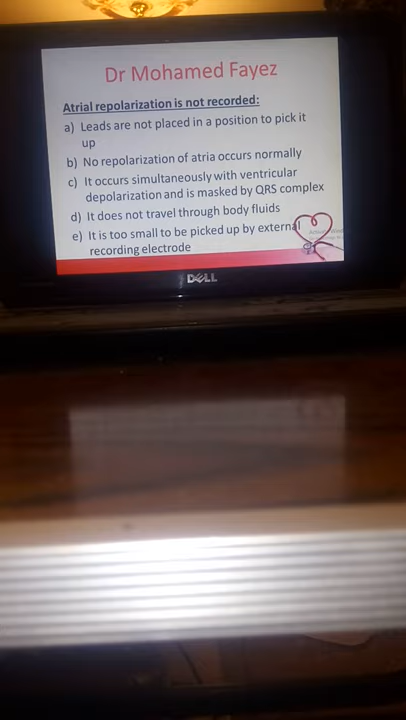 Dr Mohamed Fayez
Atrial repolarization is not recorded:
a) Leads are not placed in a position to pick it
up
b) No repolarization of atria occurs normally
c) It occurs simultaneously with ventricular
depolarization and is masked by QRS complex
d) It does not travel through body fluids
e) It is too small to be picked up by external
recording electrode
DELL